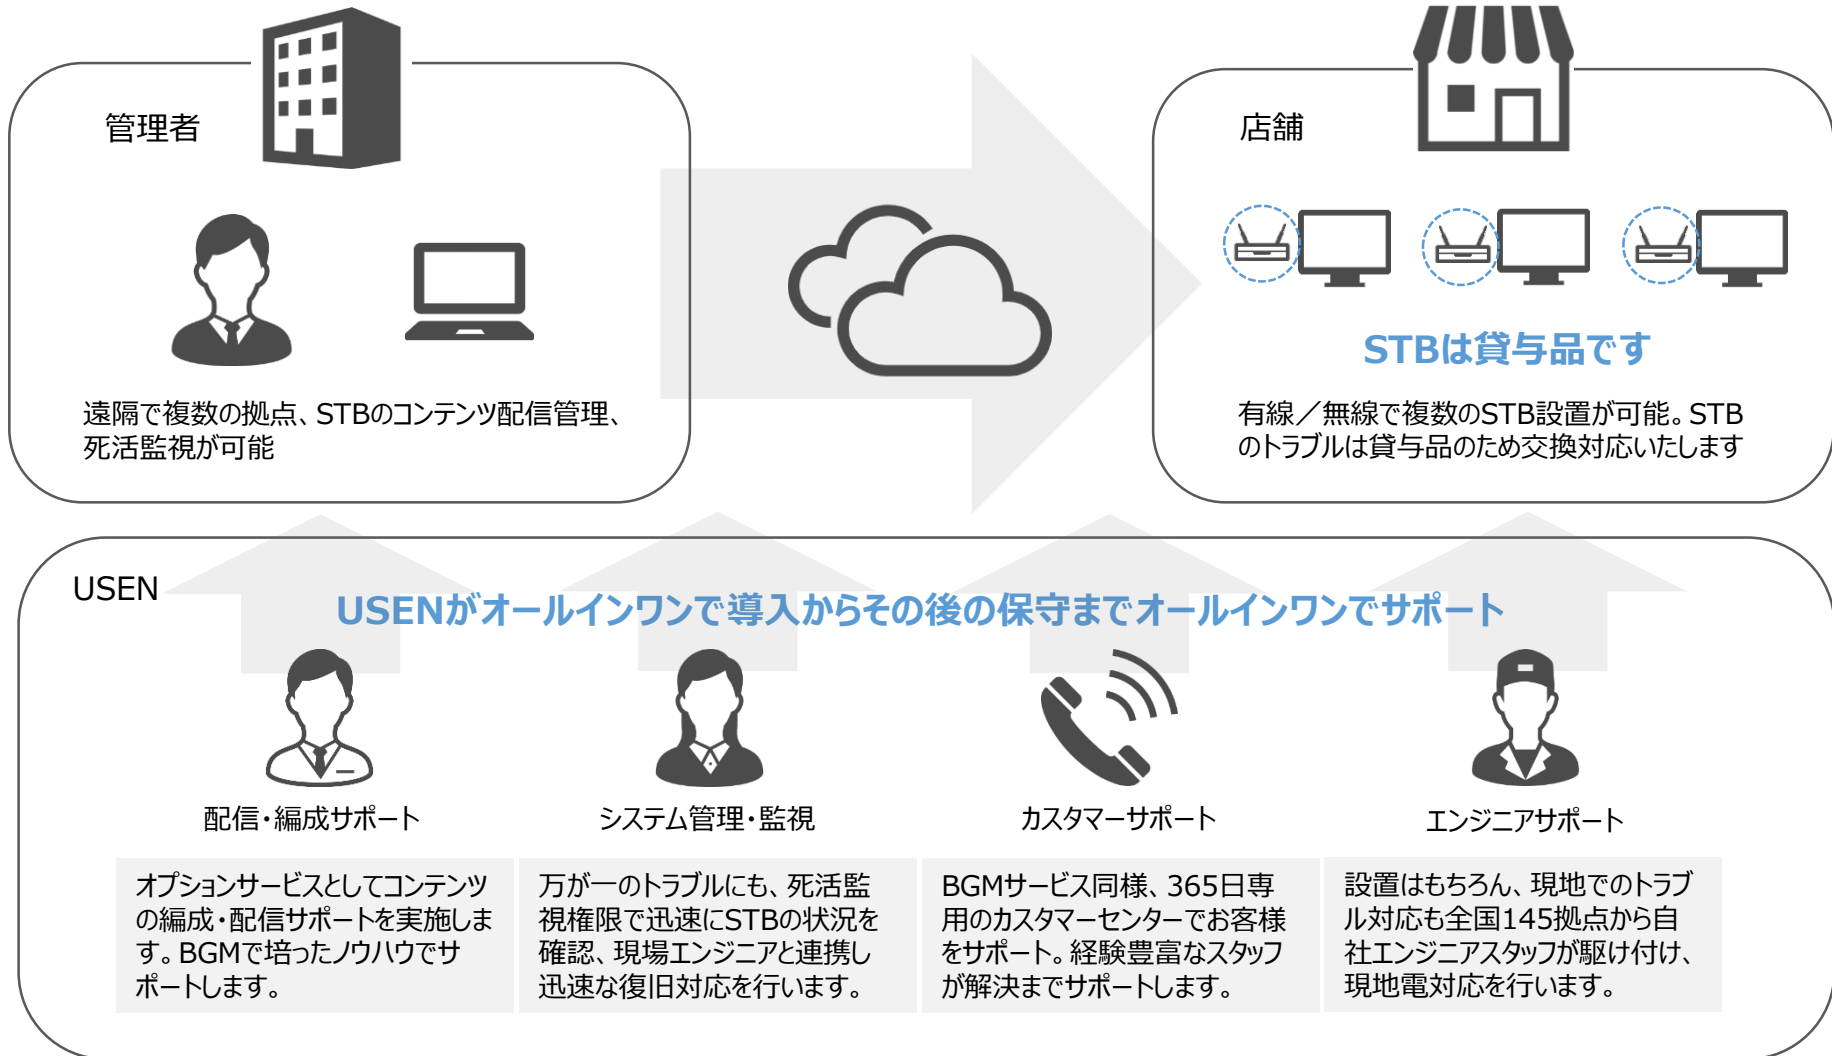 管理者
遠隔で複数の拠点、STBのコンテンツ配信管理、
死活監視が可能
店舗
STBは貸与品です
有線／無線で複数のSTB設置が可能。STB
のトラブルは貸与品のため交換対応いたします
USEN
USENがオールインワンで導入からその後の保守までオールインワンでサポート
配信・編成サポート
オプションサービスとしてコンテンツ
の編成・配信サポートを実施しま
す。BGMで培ったノウハウでサ
ポートします。
システム管理・監視
万が一のトラブルにも、死活監
視権限で迅速にSTBの状況を
確認、現場エンジニアと連携し
迅速な復旧対応を行います。
カスタマーサポート
BGMサービス同様、365日専
用のカスタマーセンターでお客様
をサポート。経験豊富なスタッフ
が解決までサポートします。
エンジニアサポート
設置はもちろん、現地でのトラブ
ル対応も全国145拠点から自
社エンジニアスタッフが駆け付け、
現地電対応を行います。